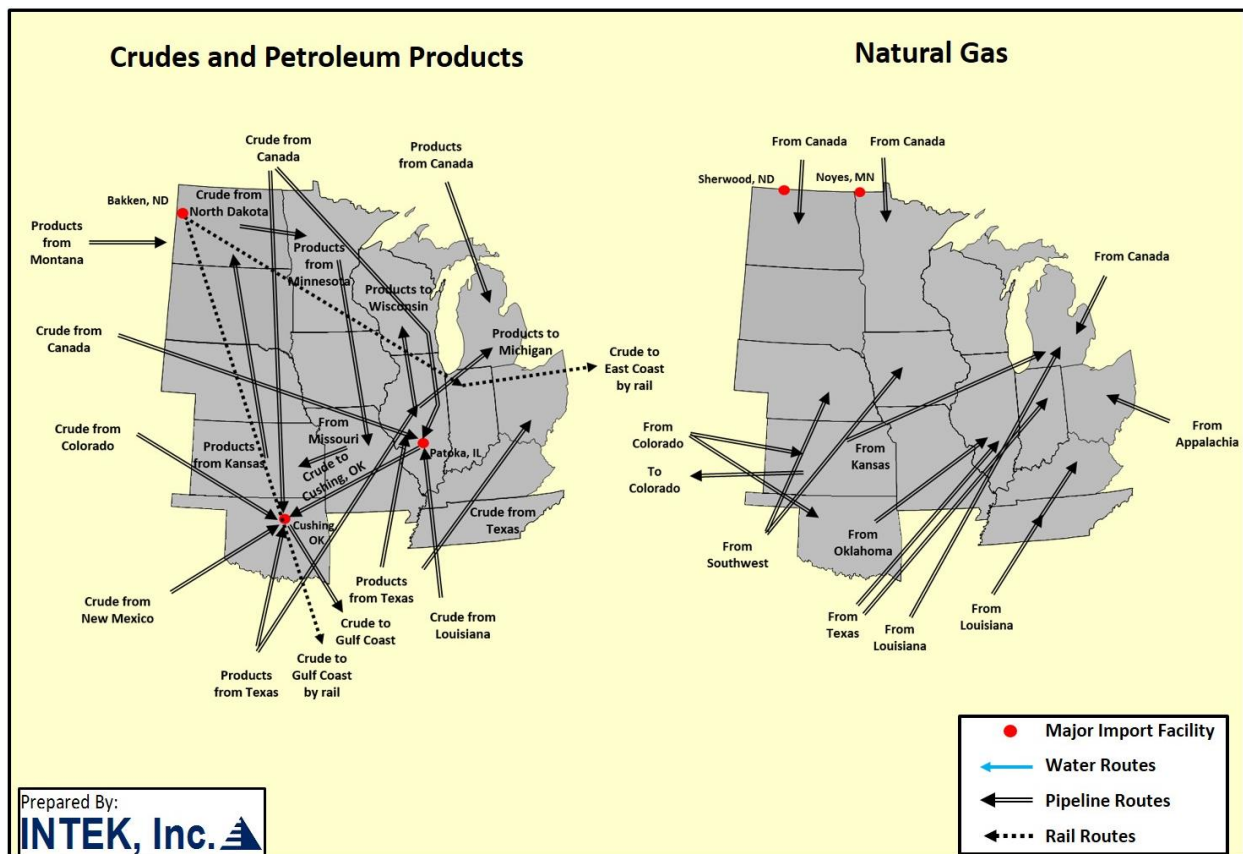 Crudes and Petroleum Products
Crude from
Canada
Products
from Canada
Bakken, ND
Crude from
North Dakota
Products
from
Montana
Products
from
Minnesota
Products to
Wisconsin
Crude from
Canada
Products to
Michigan
Crude to
East Coast
by rail
Crude from
Colorado
From
Missouri
Products
from Kansas
Crude to
Cushing, OK
Patoka, IL
Cushing,
OK
Crude from
Texas
Crude from
New Mexico
Products
from Texas
Crude to
Gulf Coast
Crude from
Louisiana
Products
from Texas
Crude to
Gulf Coast
by rail
Natural Gas
From Canada
From Canada
Sherwood, ND
Noyes, MN
From Canada
From
Colorado
From
Kansas
From
Appalachia
To
Colorado
From
Southwest
From
Oklahoma
From
Texas
From
Louisiana
From
Louisiana
Major Import Facility
Water Routes
Pipeline Routes
Rail Routes
Prepared By:
INTEK, Inc.